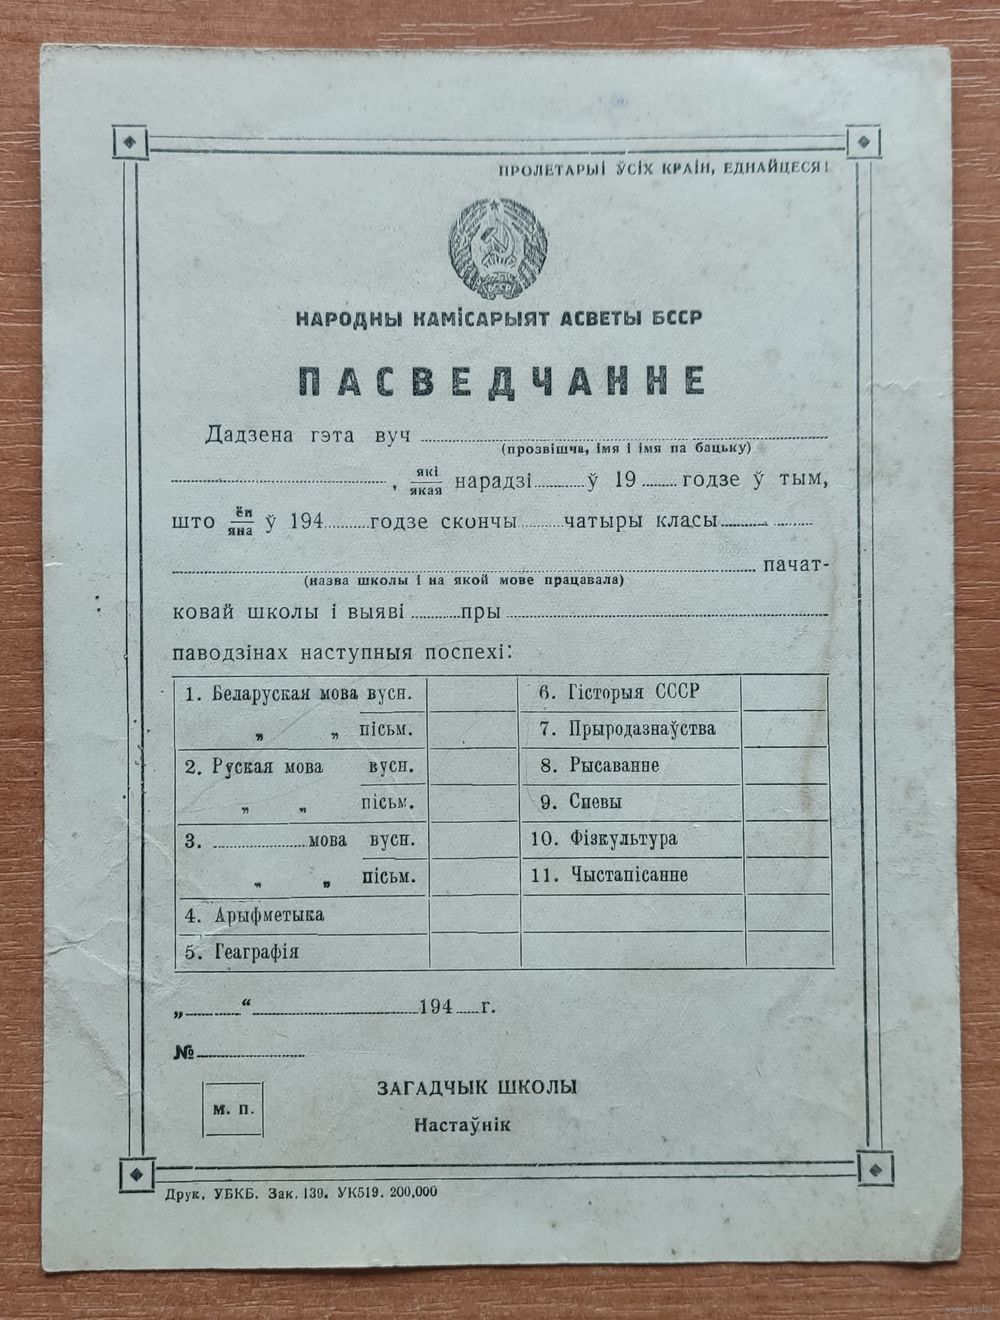 ПРОЛЕТАРЫІ ЎСІХ КРАІН, ЕДНАЙЦЕСЯ!
БССР
НАРОДНЫ КАМІСАРЫЯТ АСВЕТЫ БССР
ПАСВЕДЧАННЕ
Дадзена гэта вуч
(прозвішча, імя і імя па бацьку)
, які нарадзі ў 19 годзе ў тым,
якая
што ён ў 194 годзе скончы чатыры класы
яна
пачат-
(назва школы і на якой мове працавала)
ковай школы і выяві пры
паводзінах наступныя поспехі:
1. Беларуская мова вусн. 6. Гісторыя СССР
„ „ пісьм. 7. Прыродазнаўства
2. Руская мова вусн. 8. Рысаванне
„ „ пісьм. 9. Спевы
3. мова вусн. 10. Фізкультура
„ „ пісьм. 11. Чыстапісанне
4. Арыфметыка
5. Геаграфія
„ “ 194 г.
№
ЗАГАДЧЫК ШКОЛЫ
М. П.
Настаўнік
Друк. УБКБ. Зак. 139. УК519. 200.000
www.ay.by